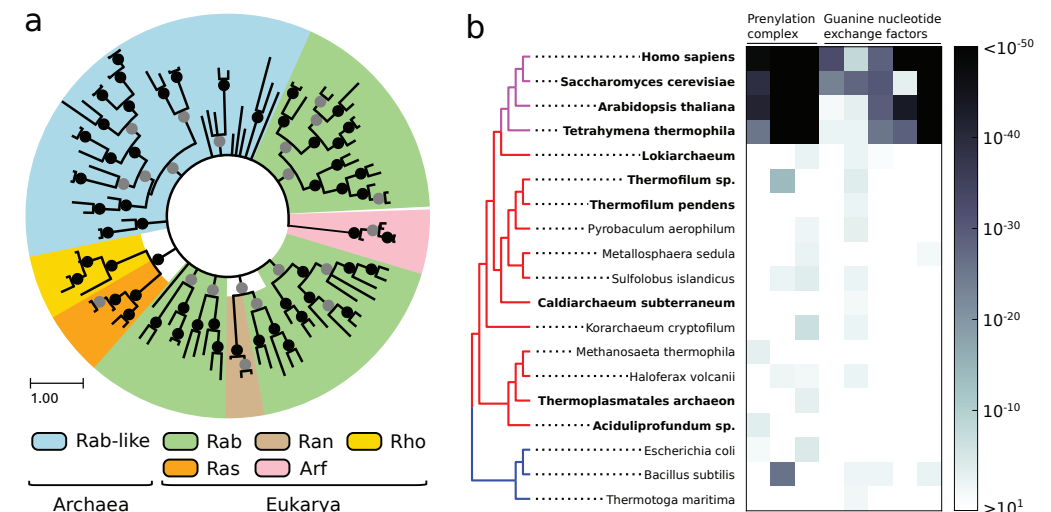 a
1.00
Rab-like
Rab
Ran
Rho
Ras
Arf
Archaea
Eukarya
b
Prenylation
complex
Guanine nucleotide
exchange factors
Homo sapiens
Saccharomyces cerevisiae
Arabidopsis thaliana
Tetrahymena thermophila
Lokiarchaeum
Thermofilum sp.
Thermofilum pendens
Pyrobaculum aerophilum
Metallosphaera sedula
Sulfolobus islandicus
Caldiarchaeum subterraneum
Korarchaeum cryptofilum
Methanosaeta thermophila
Haloferax volcanii
Thermoplasmatales archaeon
Aciduliprofundum sp.
Escherichia coli
Bacillus subtilis
Thermotoga maritima
<10⁻⁵⁰
10⁻⁴⁰
10⁻³⁰
10⁻²⁰
10⁻¹⁰
>10¹